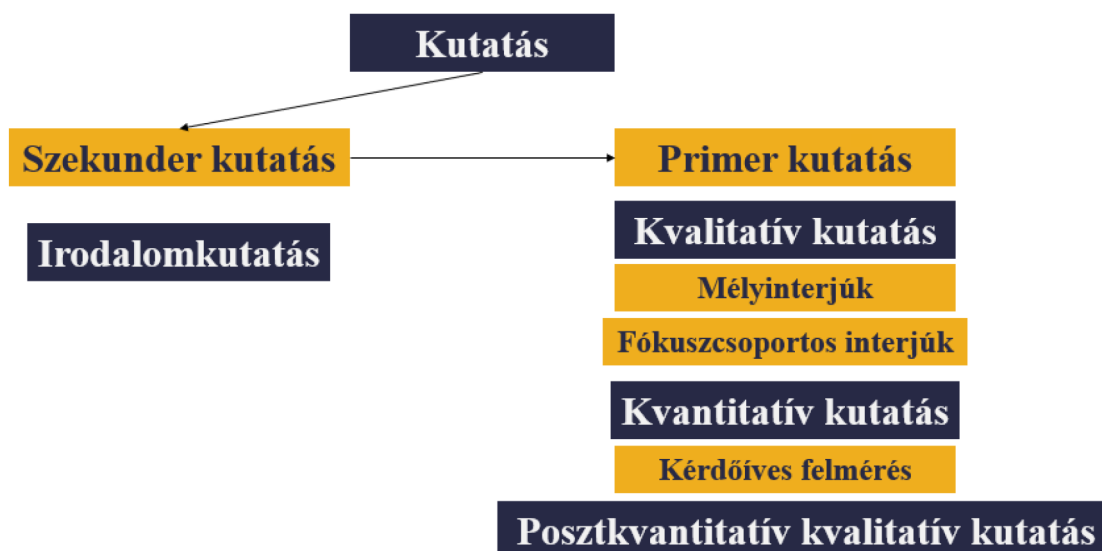 Kutatás
Szekunder kutatás
Primer kutatás
Irodalomkutatás
Kvalitatív kutatás
Mélyinterjúk
Fókuszcsoportos interjúk
Kvantitatív kutatás
Kérdőíves felmérés
Posztkvantitatív kvalitatív kutatás